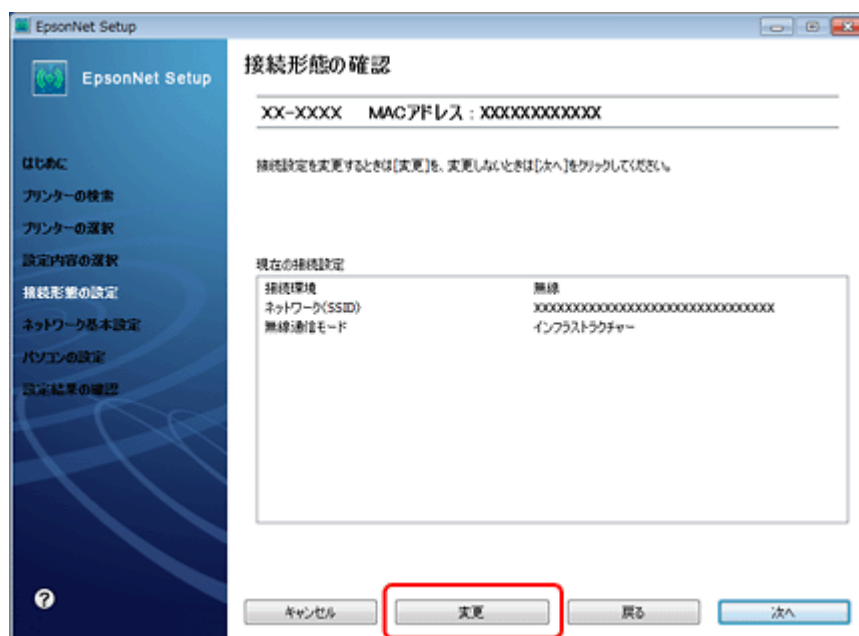 EpsonNet Setup
EpsonNet Setup
はじめに
プリンターの検索
プリンターの選択
設定内容の選択
接続形態の設定
ネットワーク基本設定
パソコンの設定
設定結果の確認
接続形態の確認
XX-XXXX MACアドレス：XXXXXXXXXXXX
接続設定を変更するときは[変更]を、変更しないときは[次へ]をクリックしてください。
現在の接続設定
接続環境 無線
ネットワーク(SSID) XXXXXXXXXXXXXXXXXXXXXXXXXXXXXXXX
無線通信モード インフラストラクチャー
?
キャンセル 変更 戻る 次へ